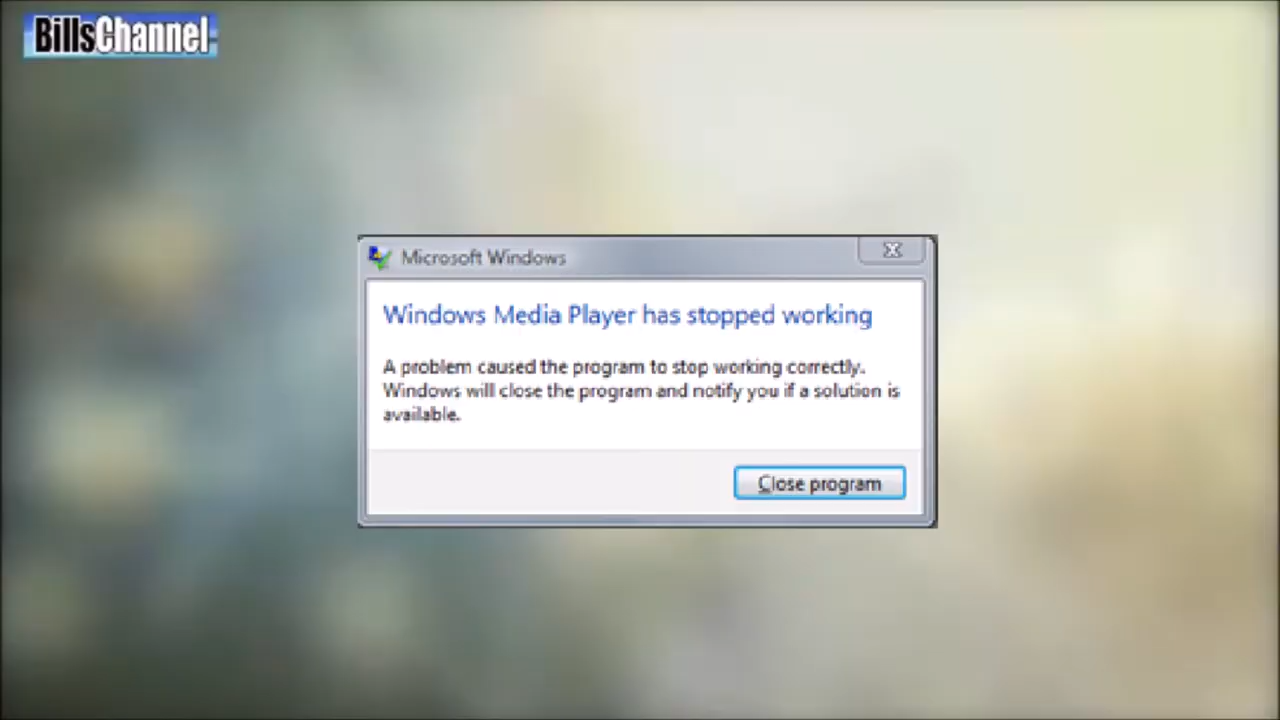 BillsChannel
Microsoft Windows
Windows Media Player has stopped working
A problem caused the program to stop working correctly.
Windows will close the program and notify you if a solution is
available.
Close program